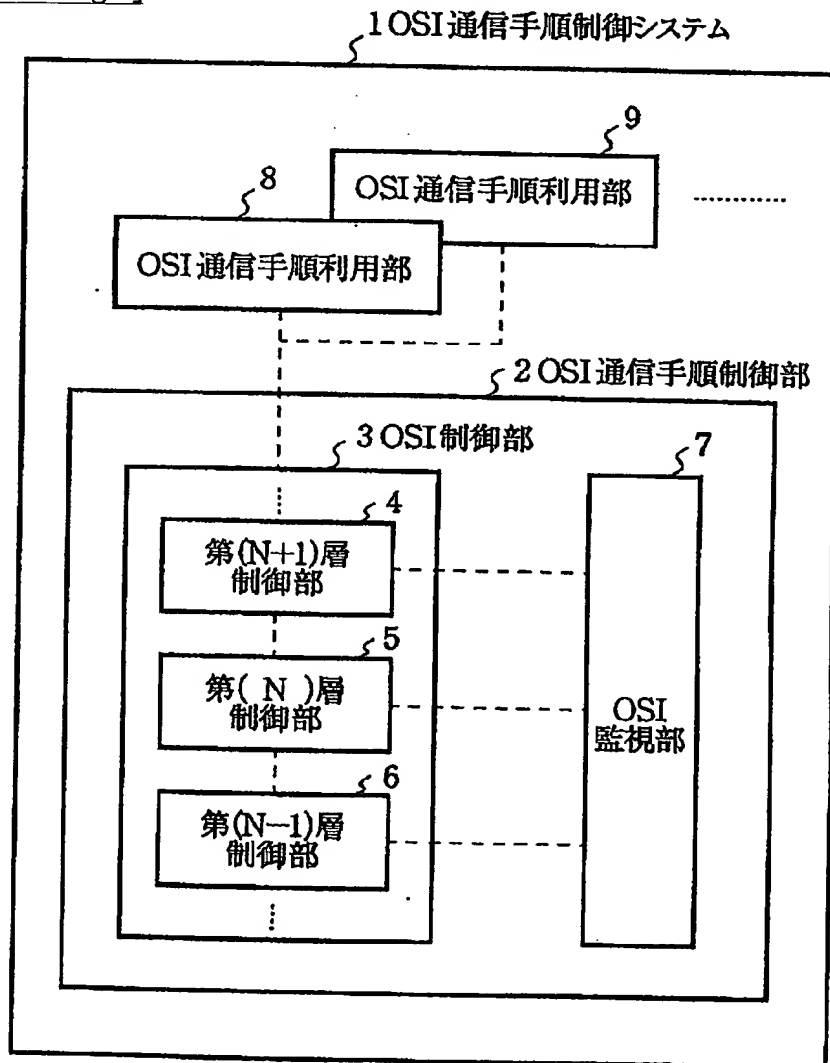 1 OSI通信手順制御システム
9
OSI通信手順利用部
8
OSI通信手順利用部
2 OSI通信手順制御部
3 OSI制御部
7
4
第(N+1)層
制御部
5
第( N )層
制御部
OSI
監視部
6
第(N−1)層
制御部